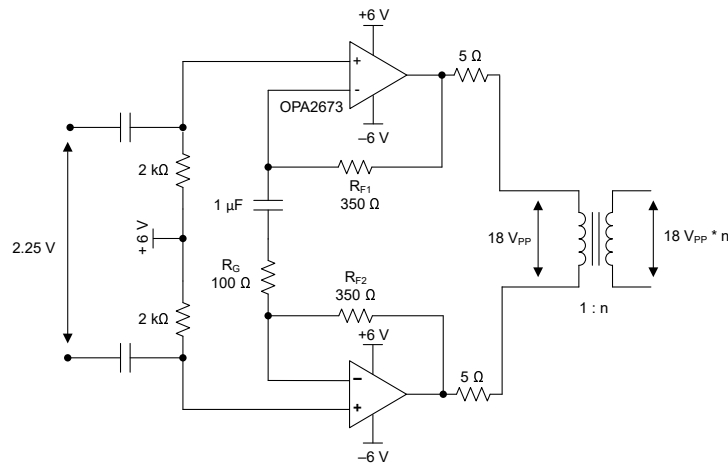 +6 V
5 Ω
+
-
OPA2673
–6 V
2 kΩ
R_F1
350 Ω
1 µF
+6 V
2.25 V
18 V_PP
18 V_PP * n
R_G
100 Ω
R_F2
350 Ω
1 : n
2 kΩ
+6 V
5 Ω
–
+
–6 V